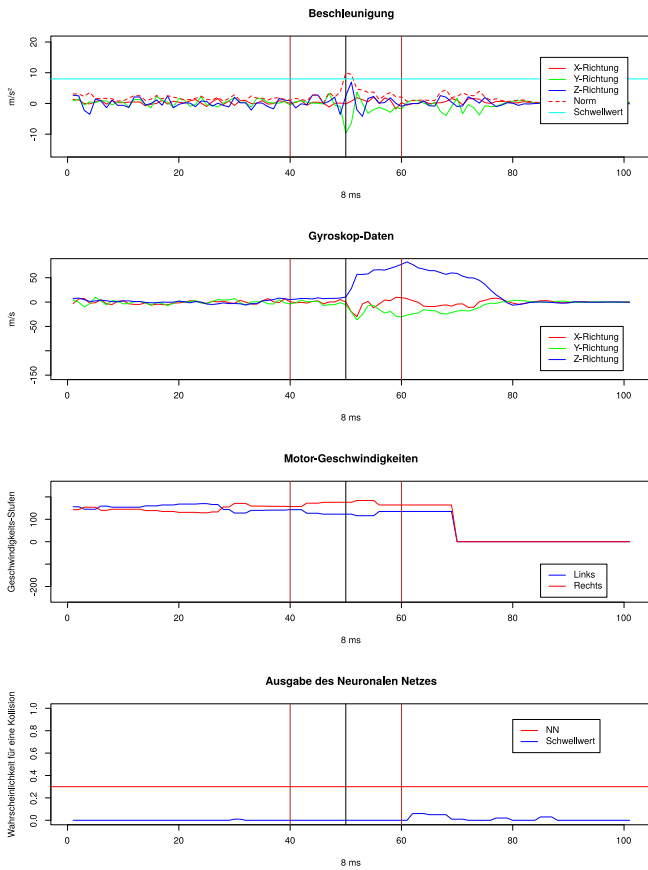 Beschleunigung
m/s²
-10
0
10
20
X-Richtung
Y-Richtung
Z-Richtung
Norm
Schwellwert
0
20
40
60
80
100
8 ms
Gyroskop-Daten
m/s
-150
-50
0
50
X-Richtung
Y-Richtung
Z-Richtung
0
20
40
60
80
100
8 ms
Motor-Geschwindigkeiten
Geschwindigkeits-Stufen
-200
0
100
Links
Rechts
0
20
40
60
80
100
8 ms
Ausgabe des Neuronalen Netzes
Wahrscheinlichkeit für eine Kollision
0.0
0.2
0.4
0.6
0.8
1.0
NN
Schwellwert
0
20
40
60
80
100
8 ms